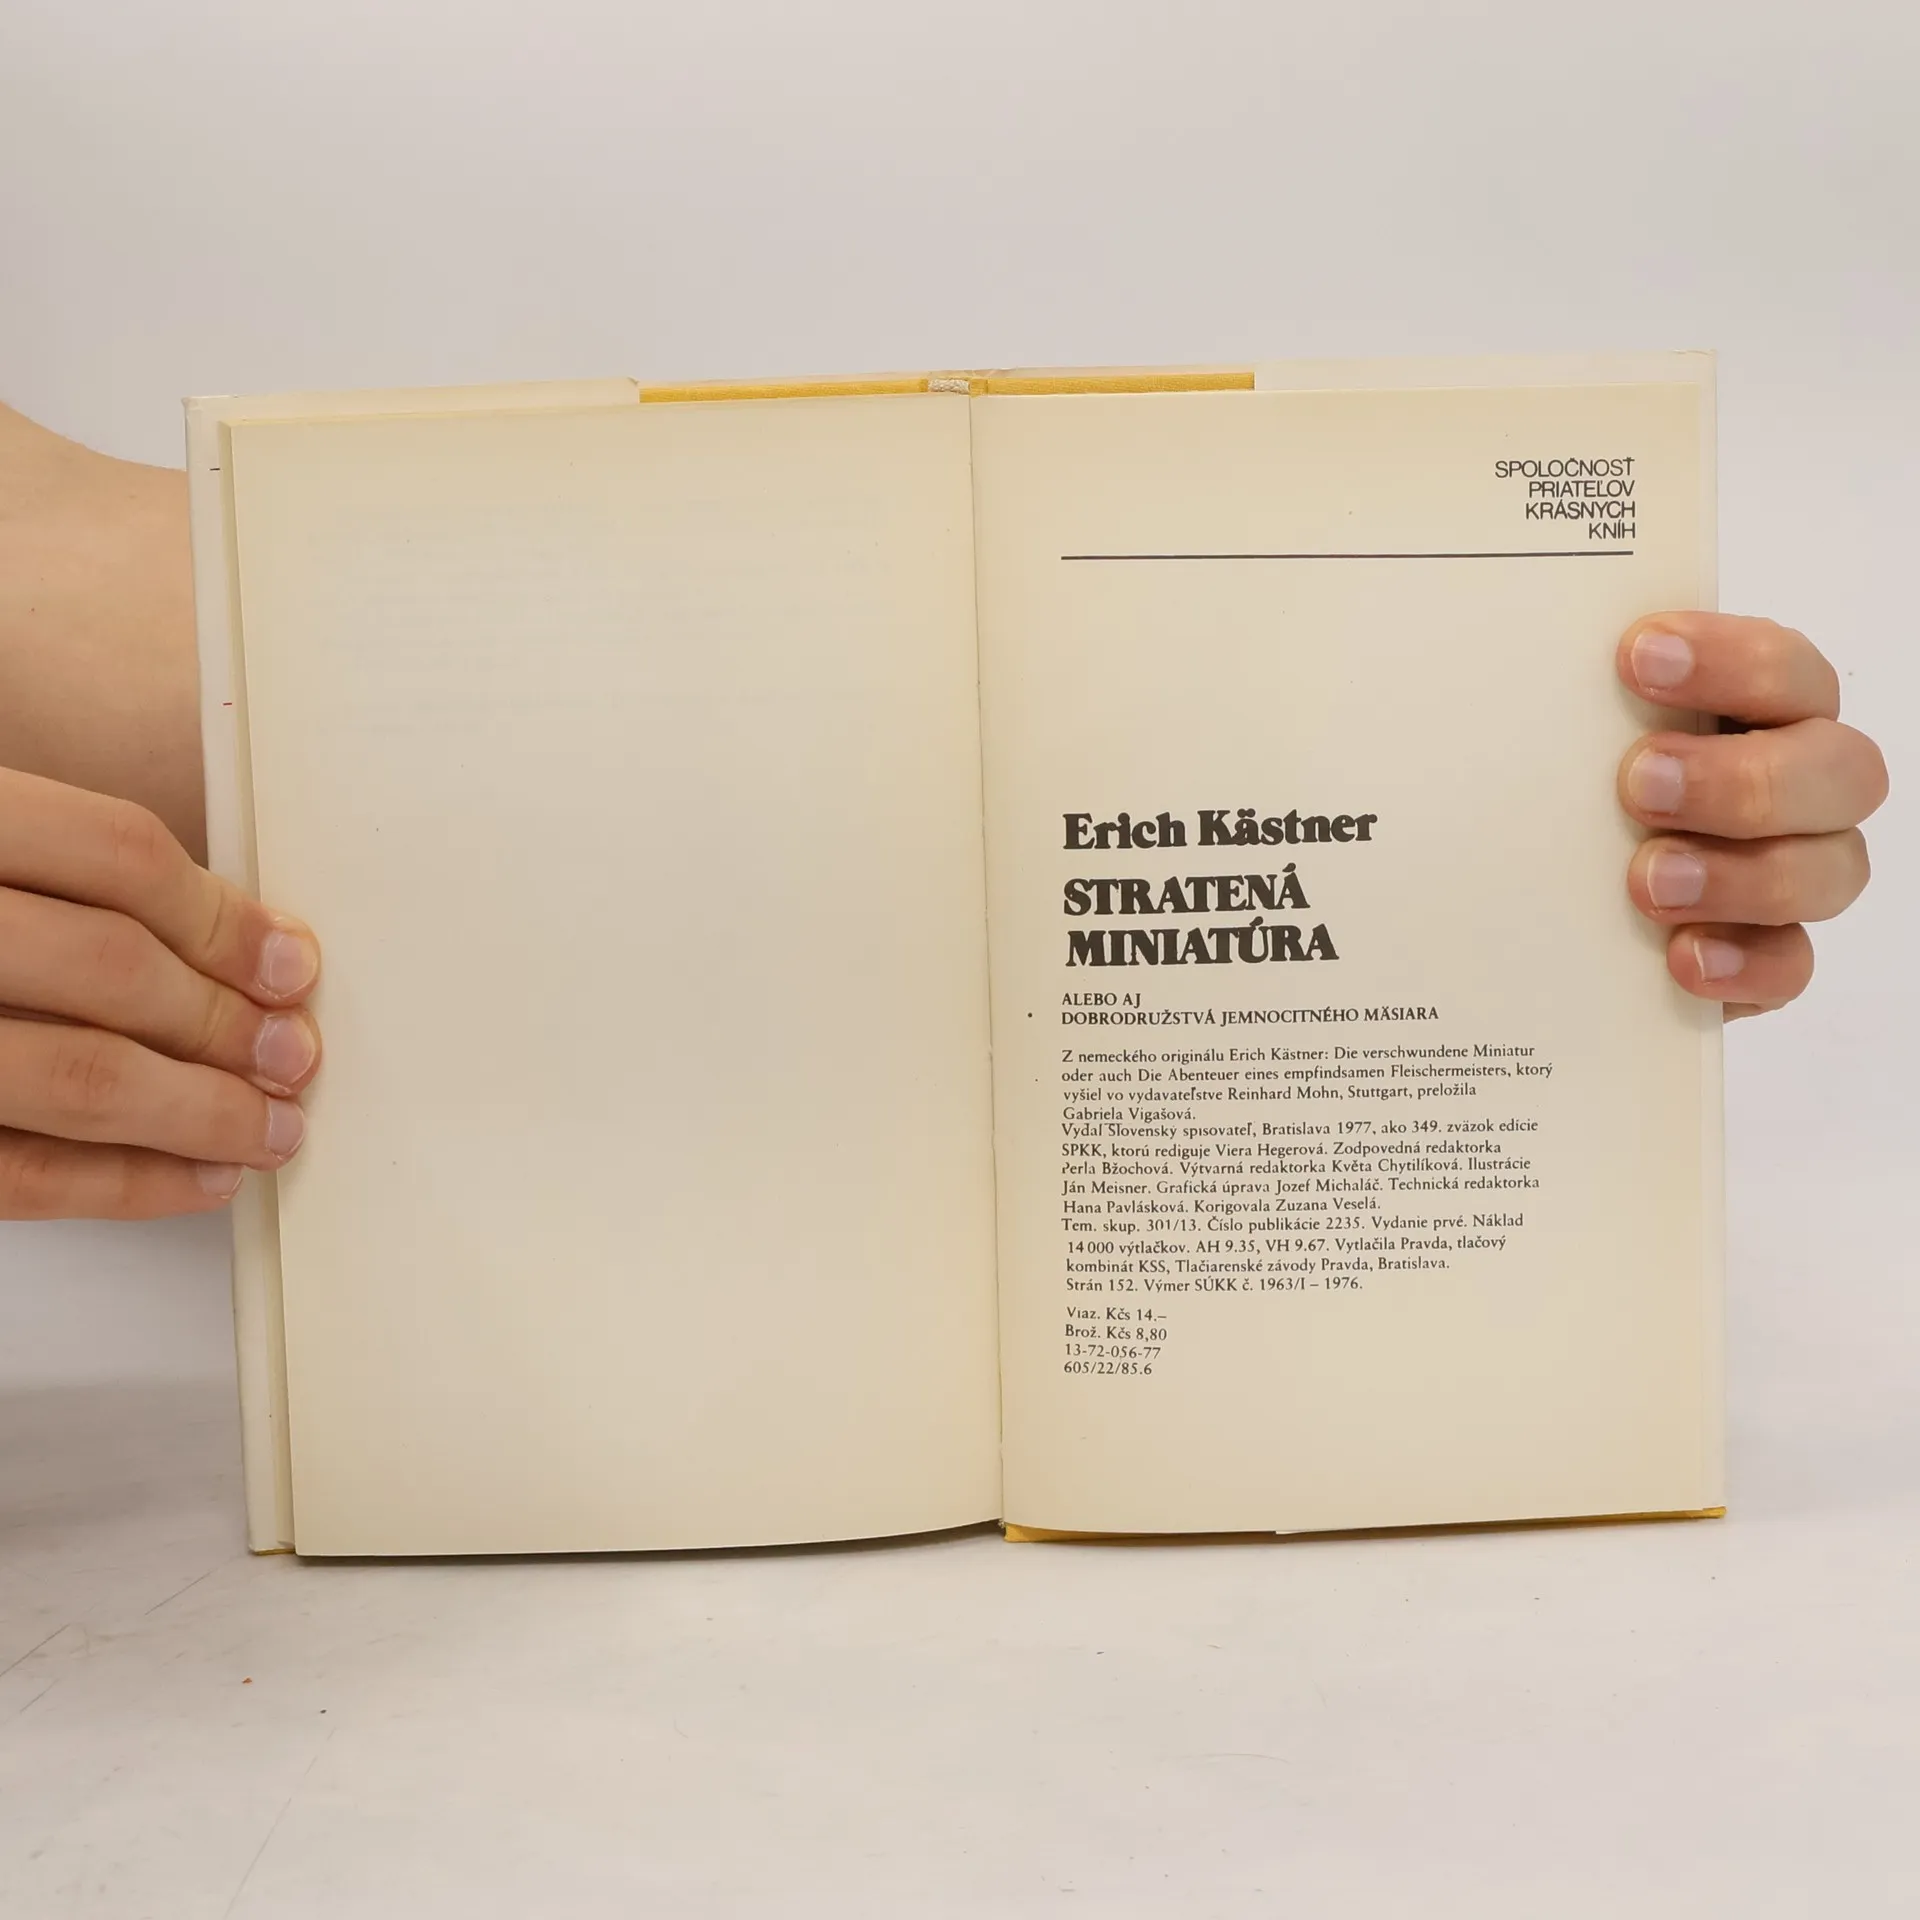 SPOLOČNOSŤ
PRIATEĽOV
KRÁSNYCH
KNÍH
Erich Kästner
STRATENÁ
MINIATÚRA
ALEBO AJ
DOBRODRUŽSTVÁ JEMNOCITNÉHO MÄSIARA
Z nemeckého originálu Erich Kästner: Die verschwundene Miniatur
oder auch Die Abenteuer eines empfindsamen Fleischermeisters, ktorý
vyšiel vo vydavateľstve Reinhard Mohn, Stuttgart, preložila
Gabriela Vigašová.
Vydal Slovenský spisovateľ, Bratislava 1977, ako 349. zväzok edície
SPKK, ktorú rediguje Viera Hegerová. Zodpovedná redaktorka
Perla Bžochová. Výtvarná redaktorka Květa Chytilíková. Ilustrácie
Ján Meisner. Grafická úprava Jozef Michaláč. Technická redaktorka
Hana Pavlásková. Korigovala Zuzana Veselá.
Tem. skup. 301/13. Číslo publikácie 2235. Vydanie prvé. Náklad
14 000 výtlačkov. AH 9.35, VH 9.67. Vytlačila Pravda, tlačový
kombinát KSS, Tlačiarenské závody Pravda, Bratislava.
Strán 152. Výmer SÚKK č. 1963/I – 1976.
Viaz. Kčs 14.–
Brož. Kčs 8,80
13-72-056-77
605/22/85.6